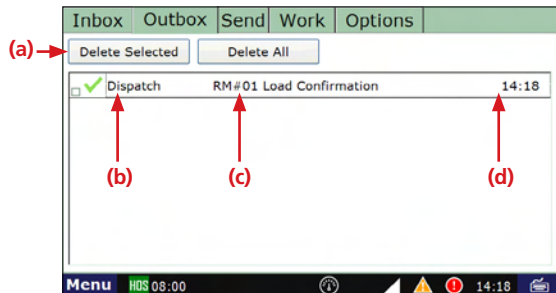 Inbox Outbox Send Work Options
(a) Delete Selected Delete All
Dispatch RM#01 Load Confirmation 14:18
(b) (c) (d)
Menu HOS 08:00 14:18